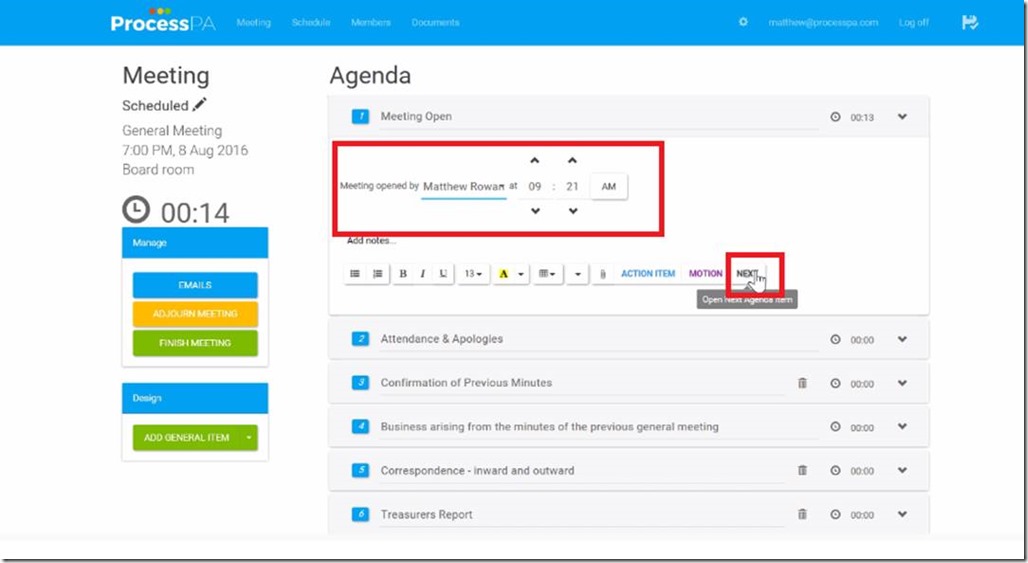 ProcessPA Meeting Schedule Members Documents matthew@processpa.com Log off
Meeting
Scheduled
General Meeting
7:00 PM, 8 Aug 2016
Board room
00:14
Manage
EMAILS
ADJOURN MEETING
FINISH MEETING
Design
ADD GENERAL ITEM
Agenda
1 Meeting Open 00:13
Meeting opened by Matthew Rowan at 09 : 21 AM
Add notes...
B I U 13 A ACTION ITEM MOTION NEXT
Open Next Agenda Item
2 Attendance & Apologies 00:00
3 Confirmation of Previous Minutes 00:00
4 Business arising from the minutes of the previous general meeting 00:00
5 Correspondence - inward and outward 00:00
6 Treasurers Report 00:00